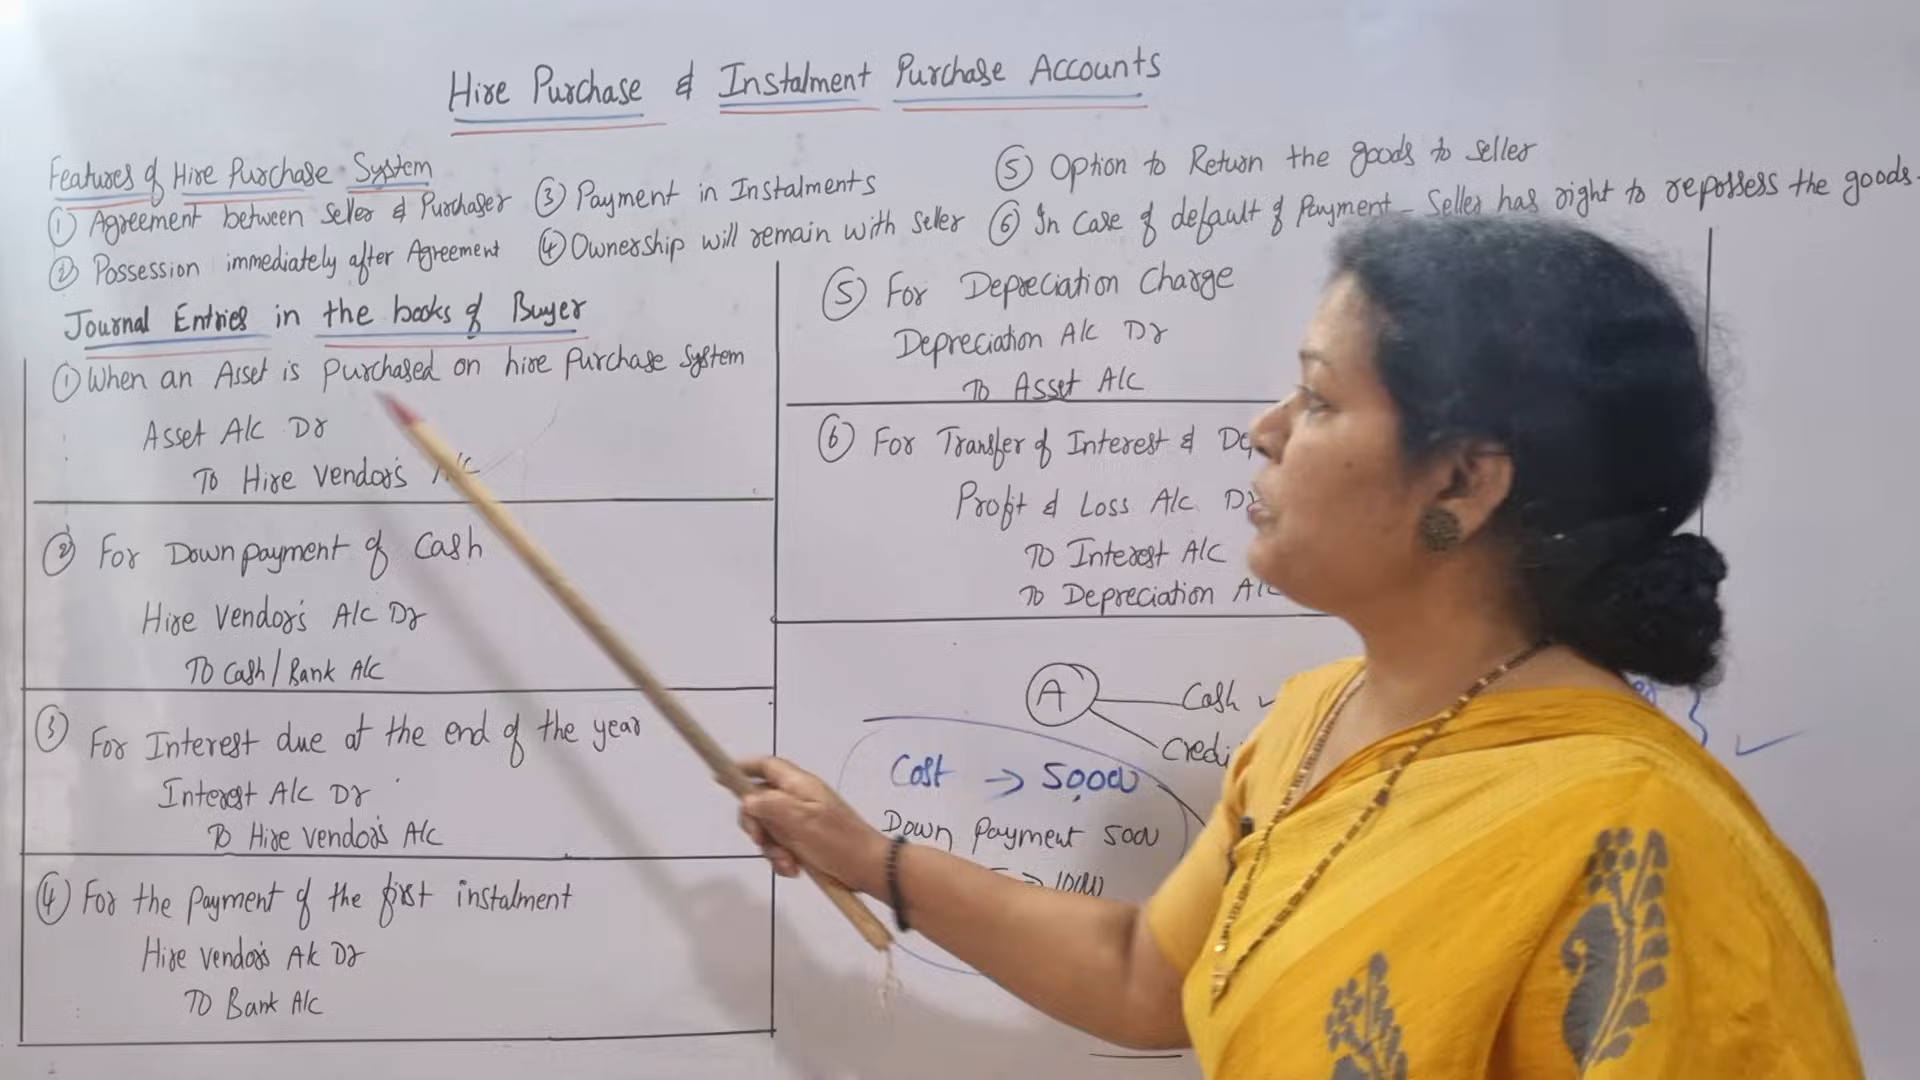 Hire Purchase & Instalment Purchase Accounts
Features of Hire Purchase System
① Agreement between Seller & Purchaser
② Possession immediately after Agreement
③ Payment in Instalments
④ Ownership will remain with Seller
⑤ Option to Return the goods to seller
⑥ In Case of default of Payment - Seller has right to repossess the goods.
Journal Entries in the books of Buyer
① When an Asset is Purchased on hire Purchase System
Asset A/c Dr
To Hire Vendor's A/c
② For Down payment of Cash
Hire Vendor's A/c Dr
To Cash/Bank A/c
③ For Interest due at the end of the year
Interest A/c Dr
To Hire Vendor's A/c
④ For the payment of the first instalment
Hire Vendor's A/c Dr
To Bank A/c
⑤ For Depreciation Charge
Depreciation A/c Dr
To Asset A/c
⑥ For Transfer of Interest &
Profit & Loss A/c Dr
To Interest A/c
To Depreciation A/c
A
Cash ✓
Cost → 50,000
Down Payment 5000